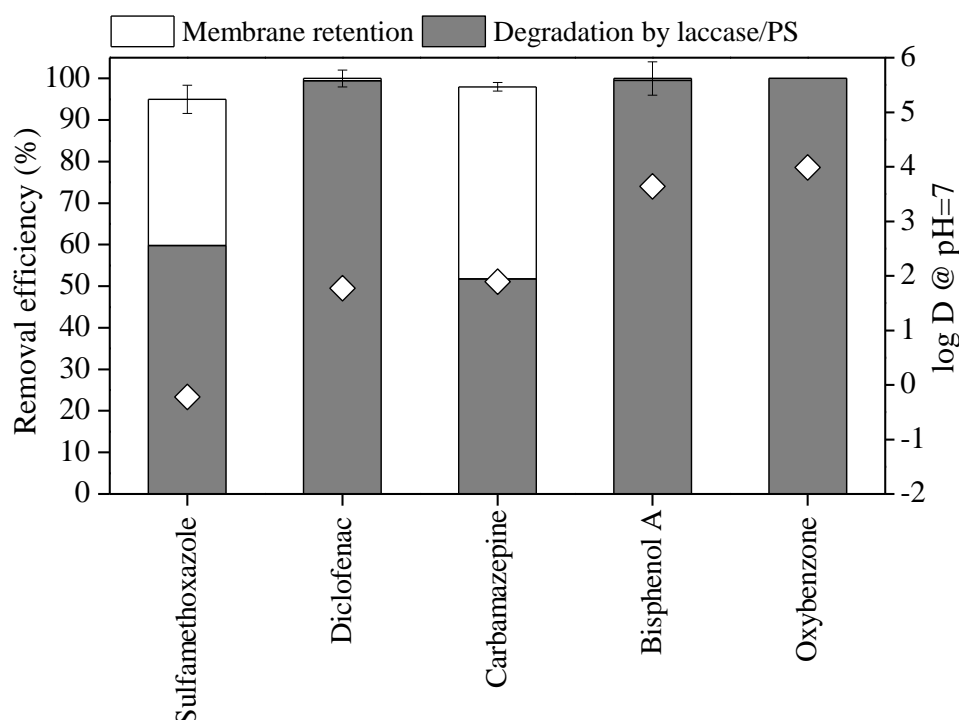 Membrane retention
Degradation by laccase/PS
Removal efficiency (%)
100
90
80
70
60
50
40
30
20
10
0
6
5
4
3
2
1
0
-1
-2
log D @ pH=7
Sulfamethoxazole
Diclofenac
Carbamazepine
Bisphenol A
Oxybenzone